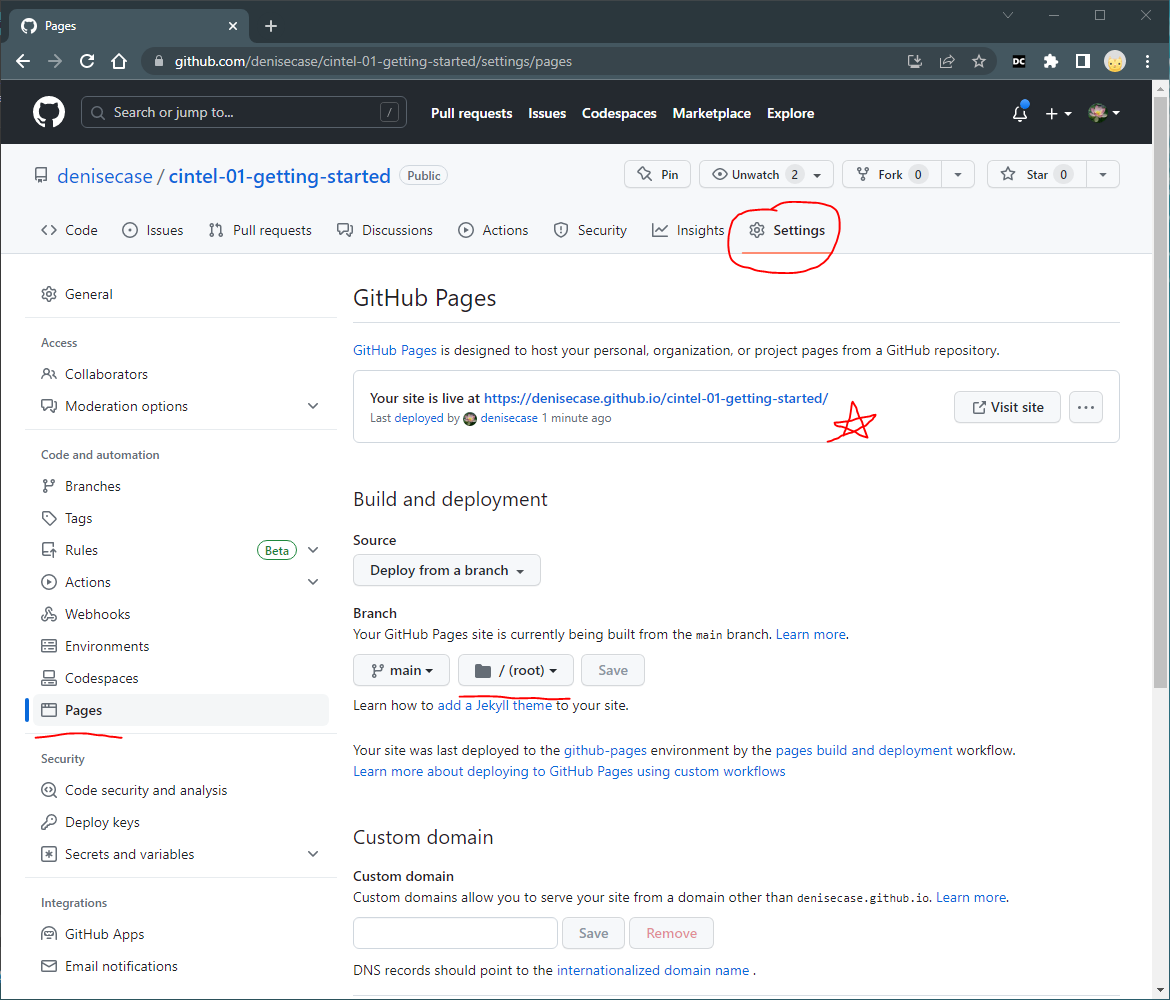 Pages
github.com/denisecase/cintel-01-getting-started/settings/pages
DC
Search or jump to...
/
Pull requests Issues Codespaces Marketplace Explore
denisecase / cintel-01-getting-started Public
Pin
Unwatch 2
Fork 0
Star 0
Code Issues Pull requests Discussions Actions Security Insights Settings
General
Access
Collaborators
Moderation options
Code and automation
Branches
Tags
Rules Beta
Actions
Webhooks
Environments
Codespaces
Pages
Security
Code security and analysis
Deploy keys
Secrets and variables
Integrations
GitHub Apps
Email notifications
GitHub Pages
GitHub Pages is designed to host your personal, organization, or project pages from a GitHub repository.
Your site is live at https://denisecase.github.io/cintel-01-getting-started/
Last deployed by denisecase 1 minute ago
Visit site
Build and deployment
Source
Deploy from a branch
Branch
Your GitHub Pages site is currently being built from the main branch. Learn more.
main / (root) Save
Learn how to add a Jekyll theme to your site.
Your site was last deployed to the github-pages environment by the pages build and deployment workflow.
Learn more about deploying to GitHub Pages using custom workflows
Custom domain
Custom domain
Custom domains allow you to serve your site from a domain other than denisecase.github.io. Learn more.
Save Remove
DNS records should point to the internationalized domain name .